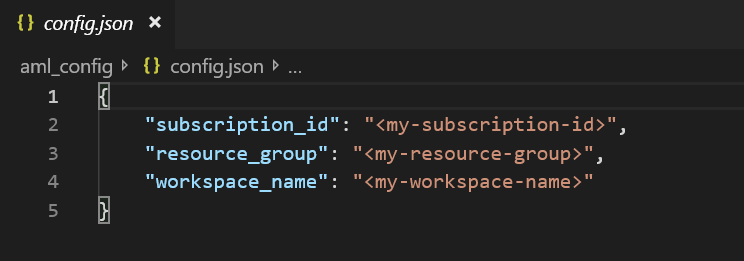 {} config.json ×
aml_config > {} config.json > ...
1 {
2 "subscription_id": "<my-subscription-id>",
3 "resource_group": "<my-resource-group>",
4 "workspace_name": "<my-workspace-name>"
5 }